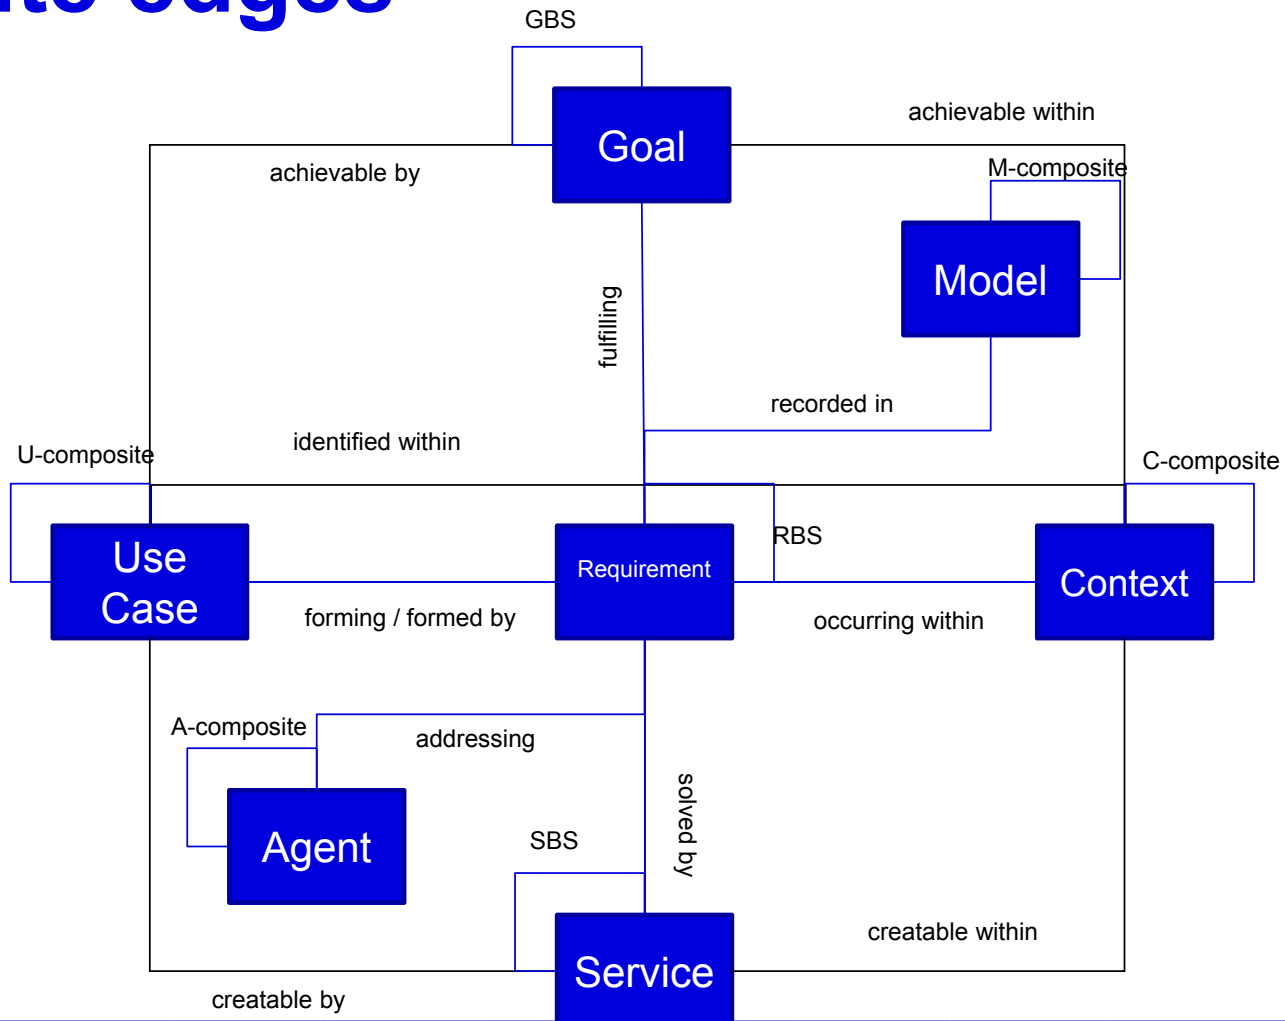 edges
GBS
achievable within
Goal
achievable by
M-composite
Model
fulfilling
recorded in
identified within
U-composite
C-composite
RBS
Use
Case
Requirement
Context
forming / formed by
occurring within
A-composite
addressing
solved by
SBS
Agent
creatable within
Service
creatable by